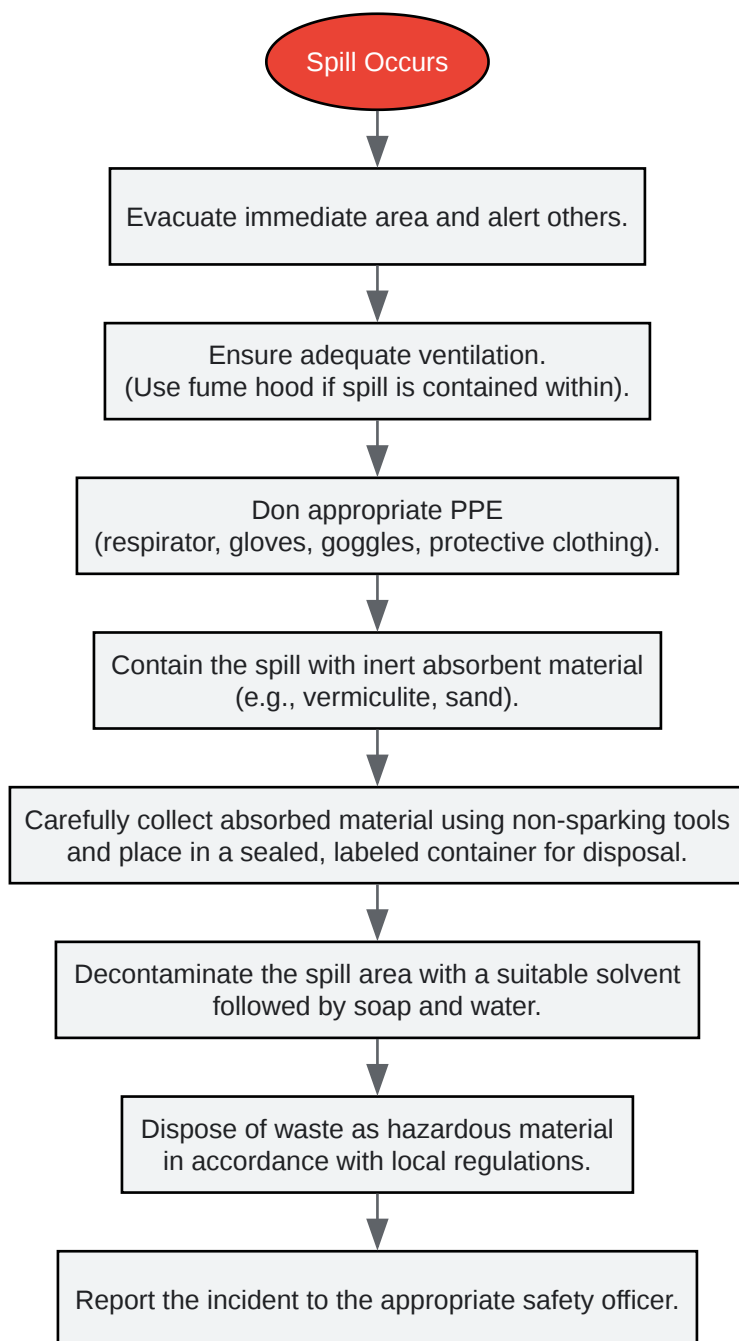 Spill Occurs
Evacuate immediate area and alert others.
Ensure adequate ventilation.
(Use fume hood if spill is contained within).
Don appropriate PPE
(respirator, gloves, goggles, protective clothing).
Contain the spill with inert absorbent material
(e.g., vermiculite, sand).
Carefully collect absorbed material using non-sparking tools
and place in a sealed, labeled container for disposal.
Decontaminate the spill area with a suitable solvent
followed by soap and water.
Dispose of waste as hazardous material
in accordance with local regulations.
Report the incident to the appropriate safety officer.